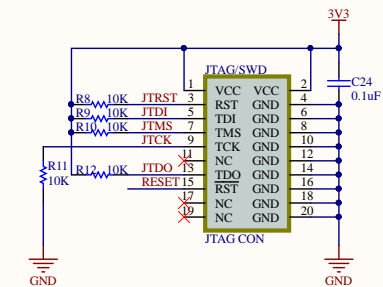 3V3
JTAG/SWD
C24
0.1uF
1 VCC VCC 2
R8 10K JTRST 3 RST GND 4
R9 10K JTDI 5 TDI GND 6
R10 10K JTMS 7 TMS GND 8
JTCK 9 TCK GND 10
11 NC GND 12
R11
10K
R12 10K JTDO 13 TDO GND 14
RESET 15 RST GND 16
17 NC GND 18
19 NC GND 20
JTAG CON
GND
GND